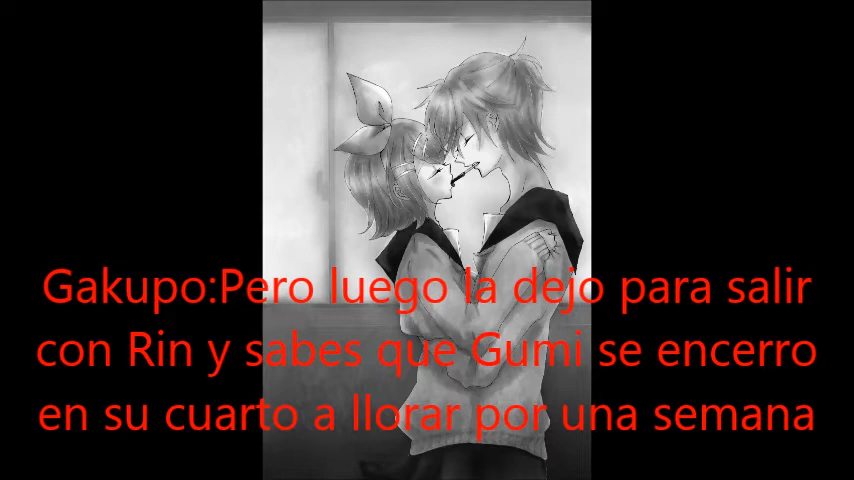 Gakupo:Pero luego la dejo para salir
con Rin y sabes que Gumi se encerro
en su cuarto a llorar por una semana